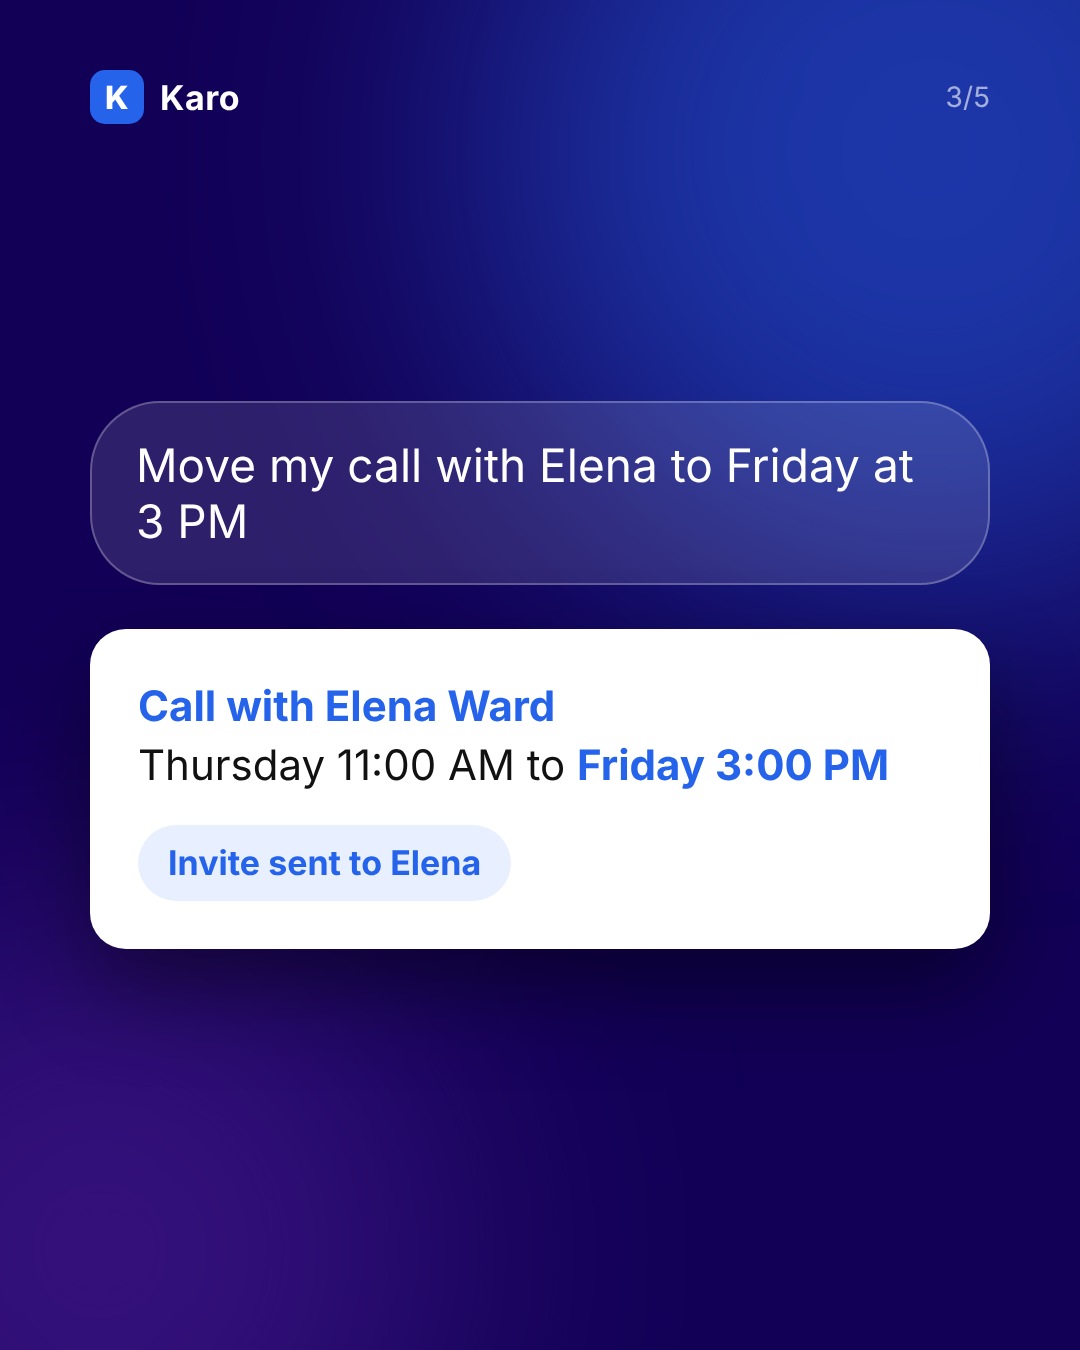 K Karo
3/5
Move my call with Elena to Friday at
3 PM
Call with Elena Ward
Thursday 11:00 AM to Friday 3:00 PM
Invite sent to Elena